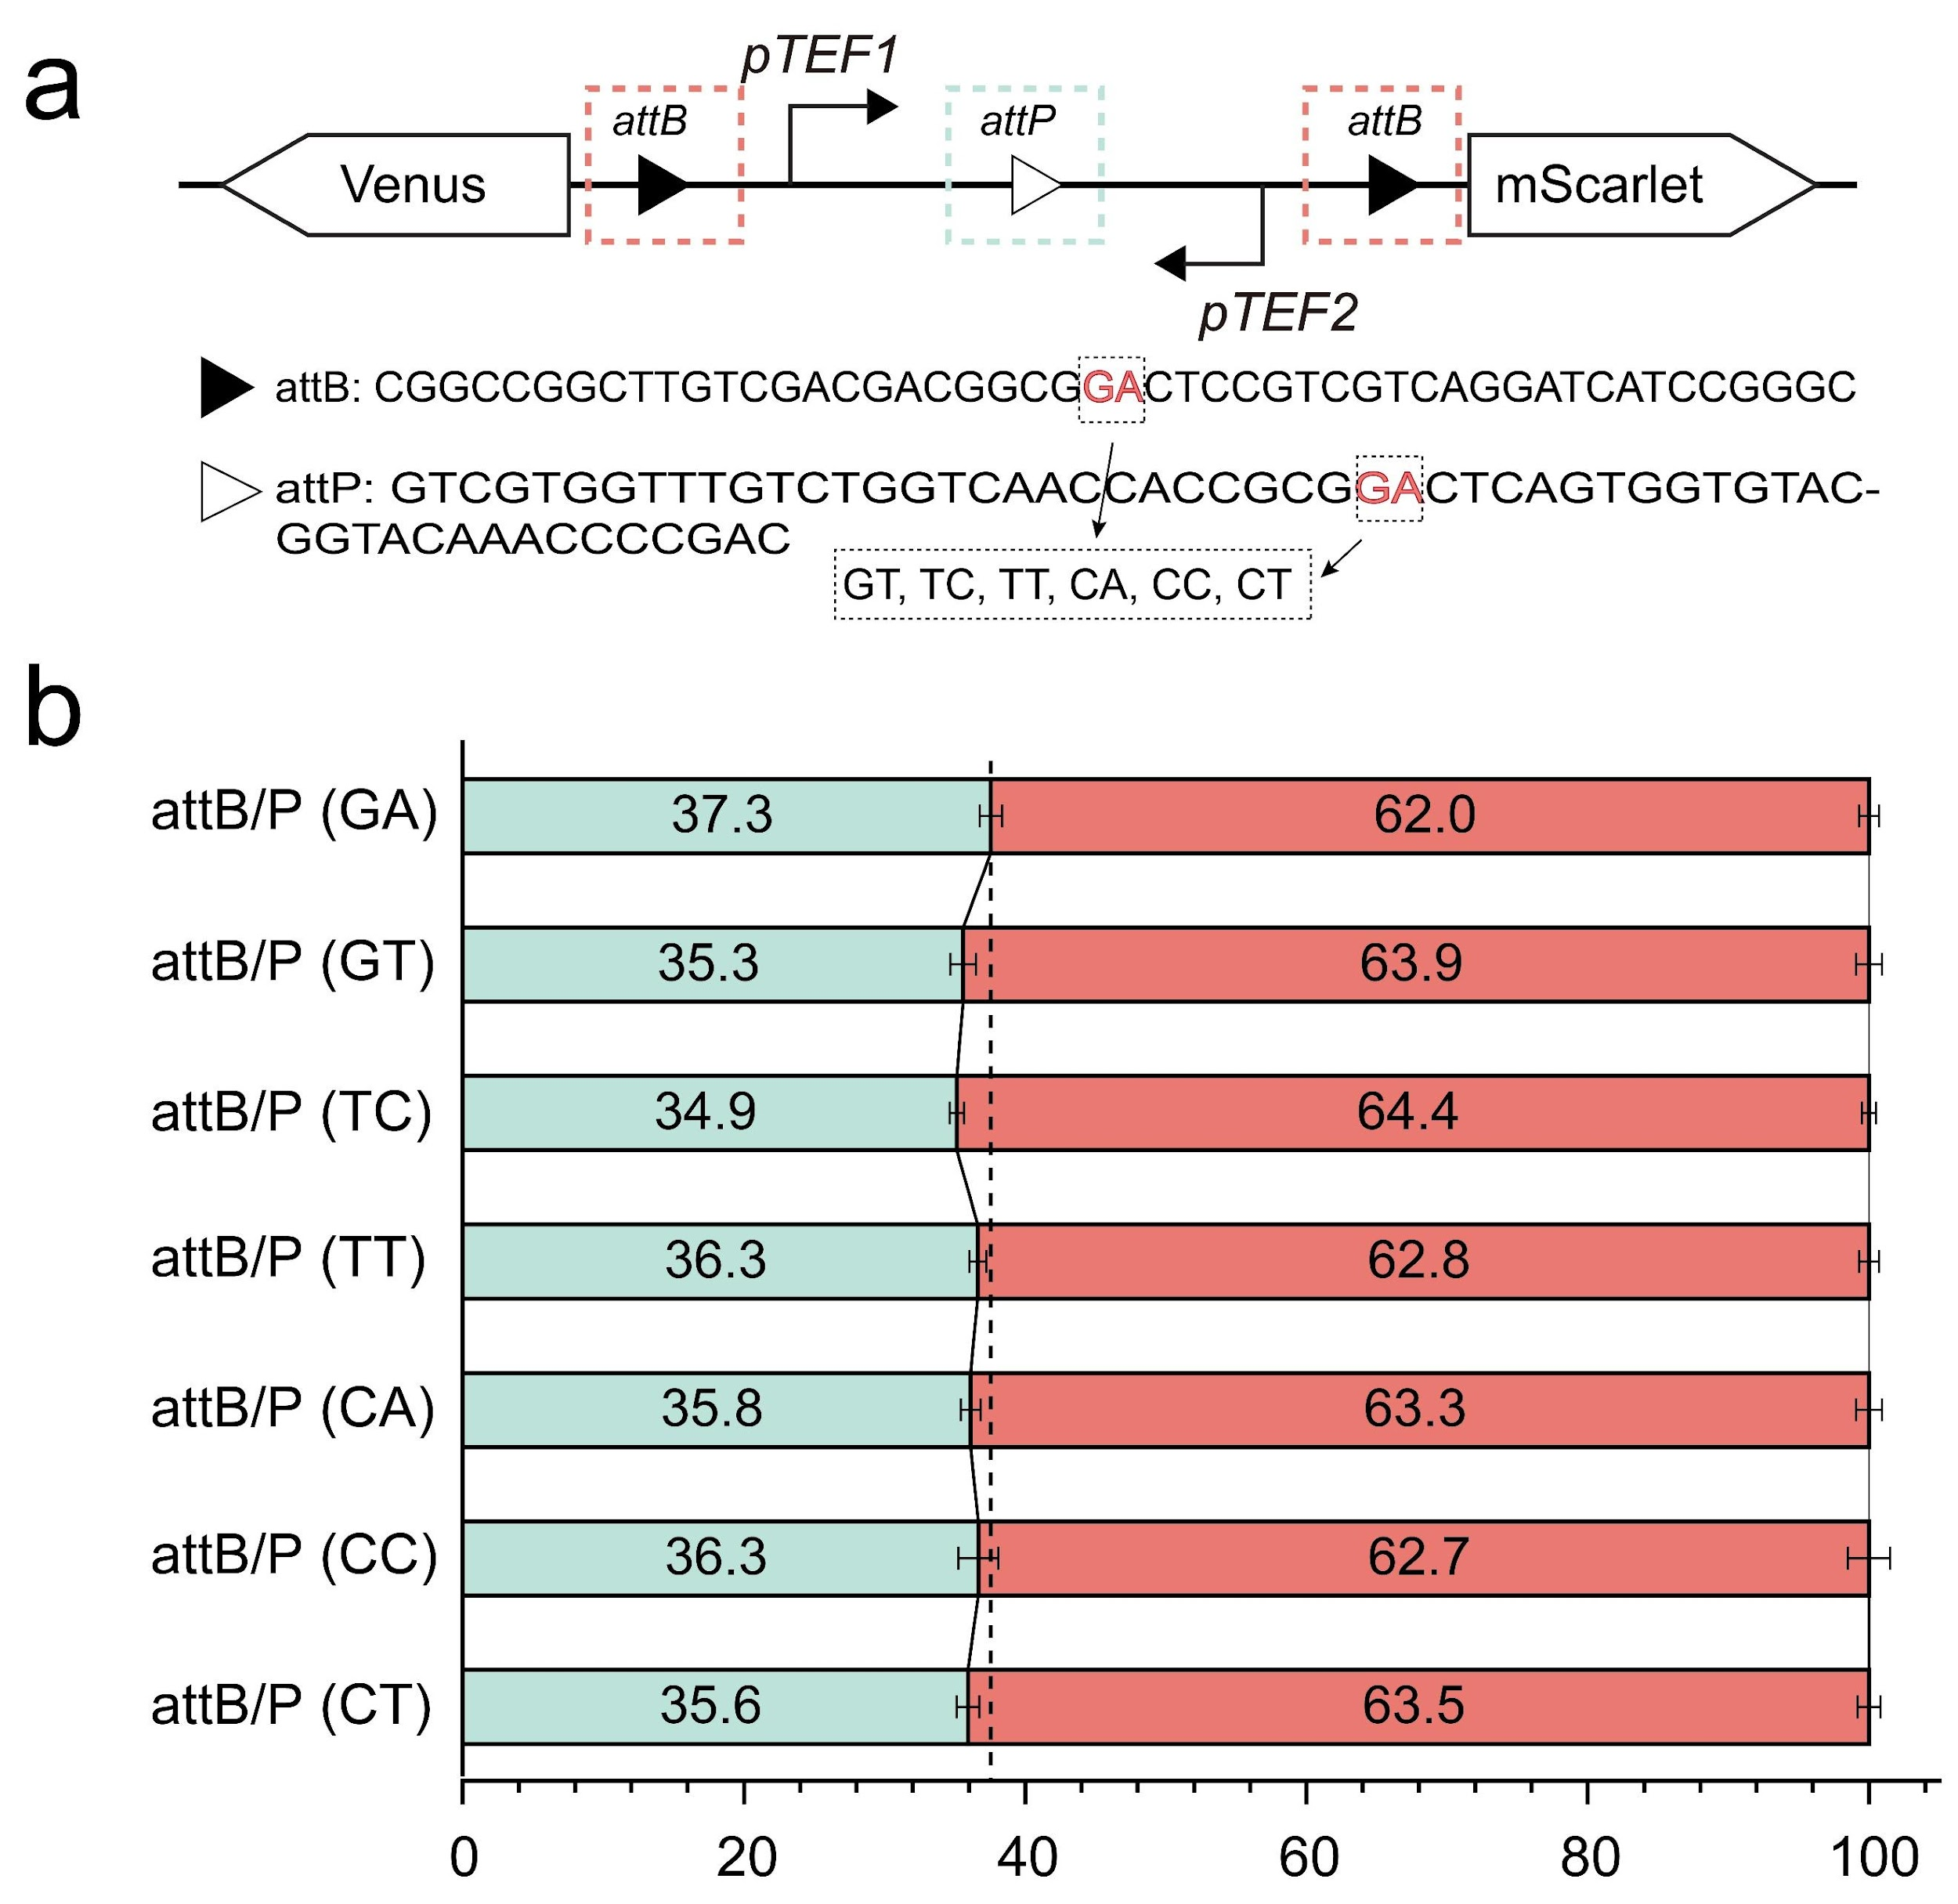 a
pTEF1
attB
attP
attB
Venus
mScarlet
pTEF2
attB: CGGCCGGCTTGTCGACGACGGCGGACTCCGTCGTCAGGATCATCCGGGC
attP: GTCGTGGTTTGTCTGGTCAACCACCGCGGACTCAGTGGTGTAC-
GGTACAAACCCCGAC
GT, TC, TT, CA, CC, CT
b
attB/P (GA) 37.3 62.0
attB/P (GT) 35.3 63.9
attB/P (TC) 34.9 64.4
attB/P (TT) 36.3 62.8
attB/P (CA) 35.8 63.3
attB/P (CC) 36.3 62.7
attB/P (CT) 35.6 63.5
0 20 40 60 80 100